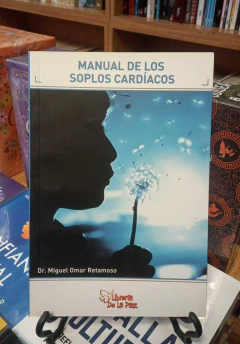 MANUAL DE LOS
SOPLOS CARDÍACOS
Dr. Miguel Omar Retamoso
Librería
De La Paz